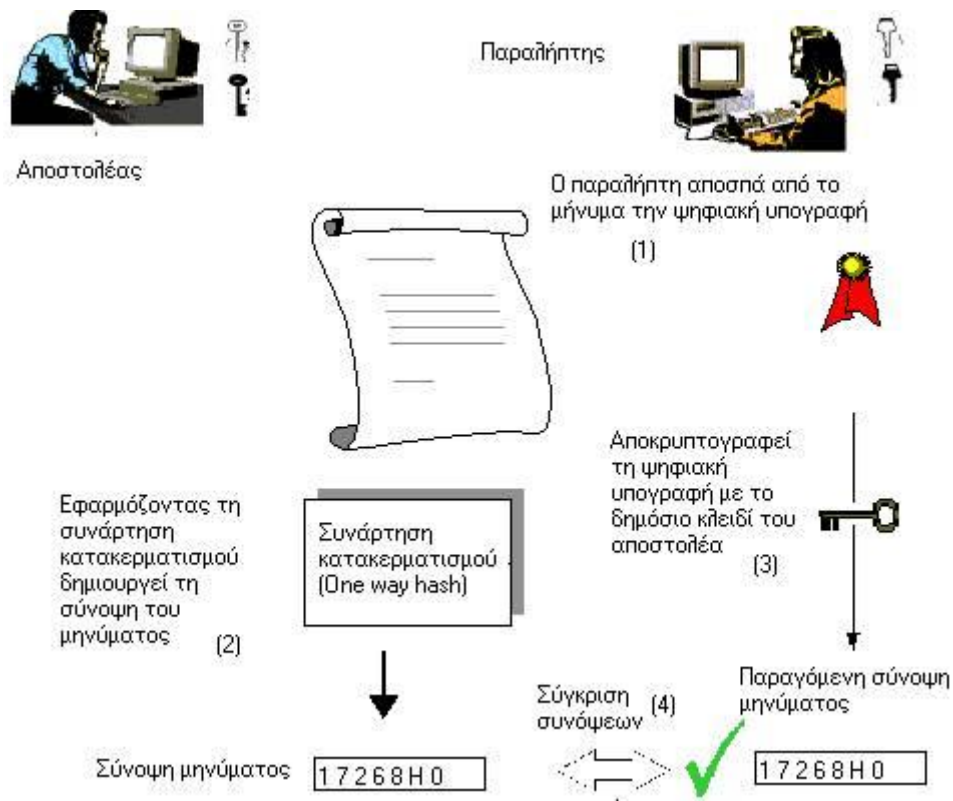 Παραλήπτης
Αποστολέας
Ο παραλήπτη αποσπά από το
μήνυμα την ψηφιακή υπογραφή
(1)
Αποκρυπτογραφεί
τη ψηφιακή
υπογραφή με το
δημόσιο κλειδί του
αποστολέα
(3)
Εφαρμόζοντας τη
συνάρτηση
κατακερματισμού
δημιουργεί τη
σύνοψη του
μηνύματος
(2)
Συνάρτηση
κατακερματισμού
(One way hash)
Παραγόμενη σύνοψη
μηνύματος
Σύγκριση
συνόψεων
(4)
Σύνοψη μηνύματος
17268H0
17268H0